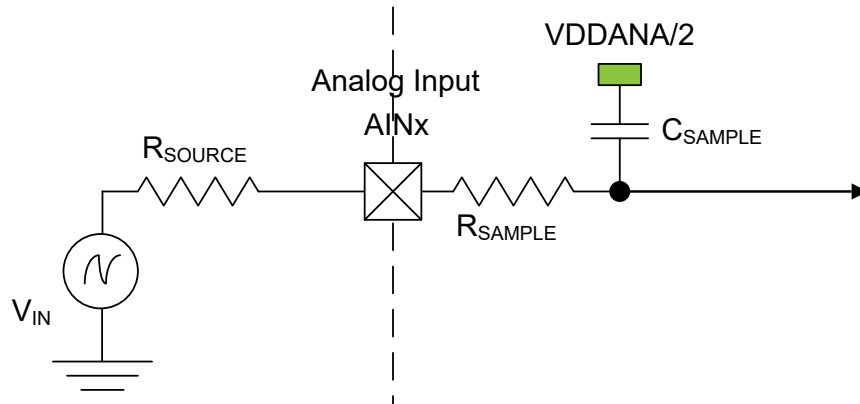 VDDANA/2
Analog Input
AINx
CSAMPLE
RSOURCE
RSAMPLE
VIN